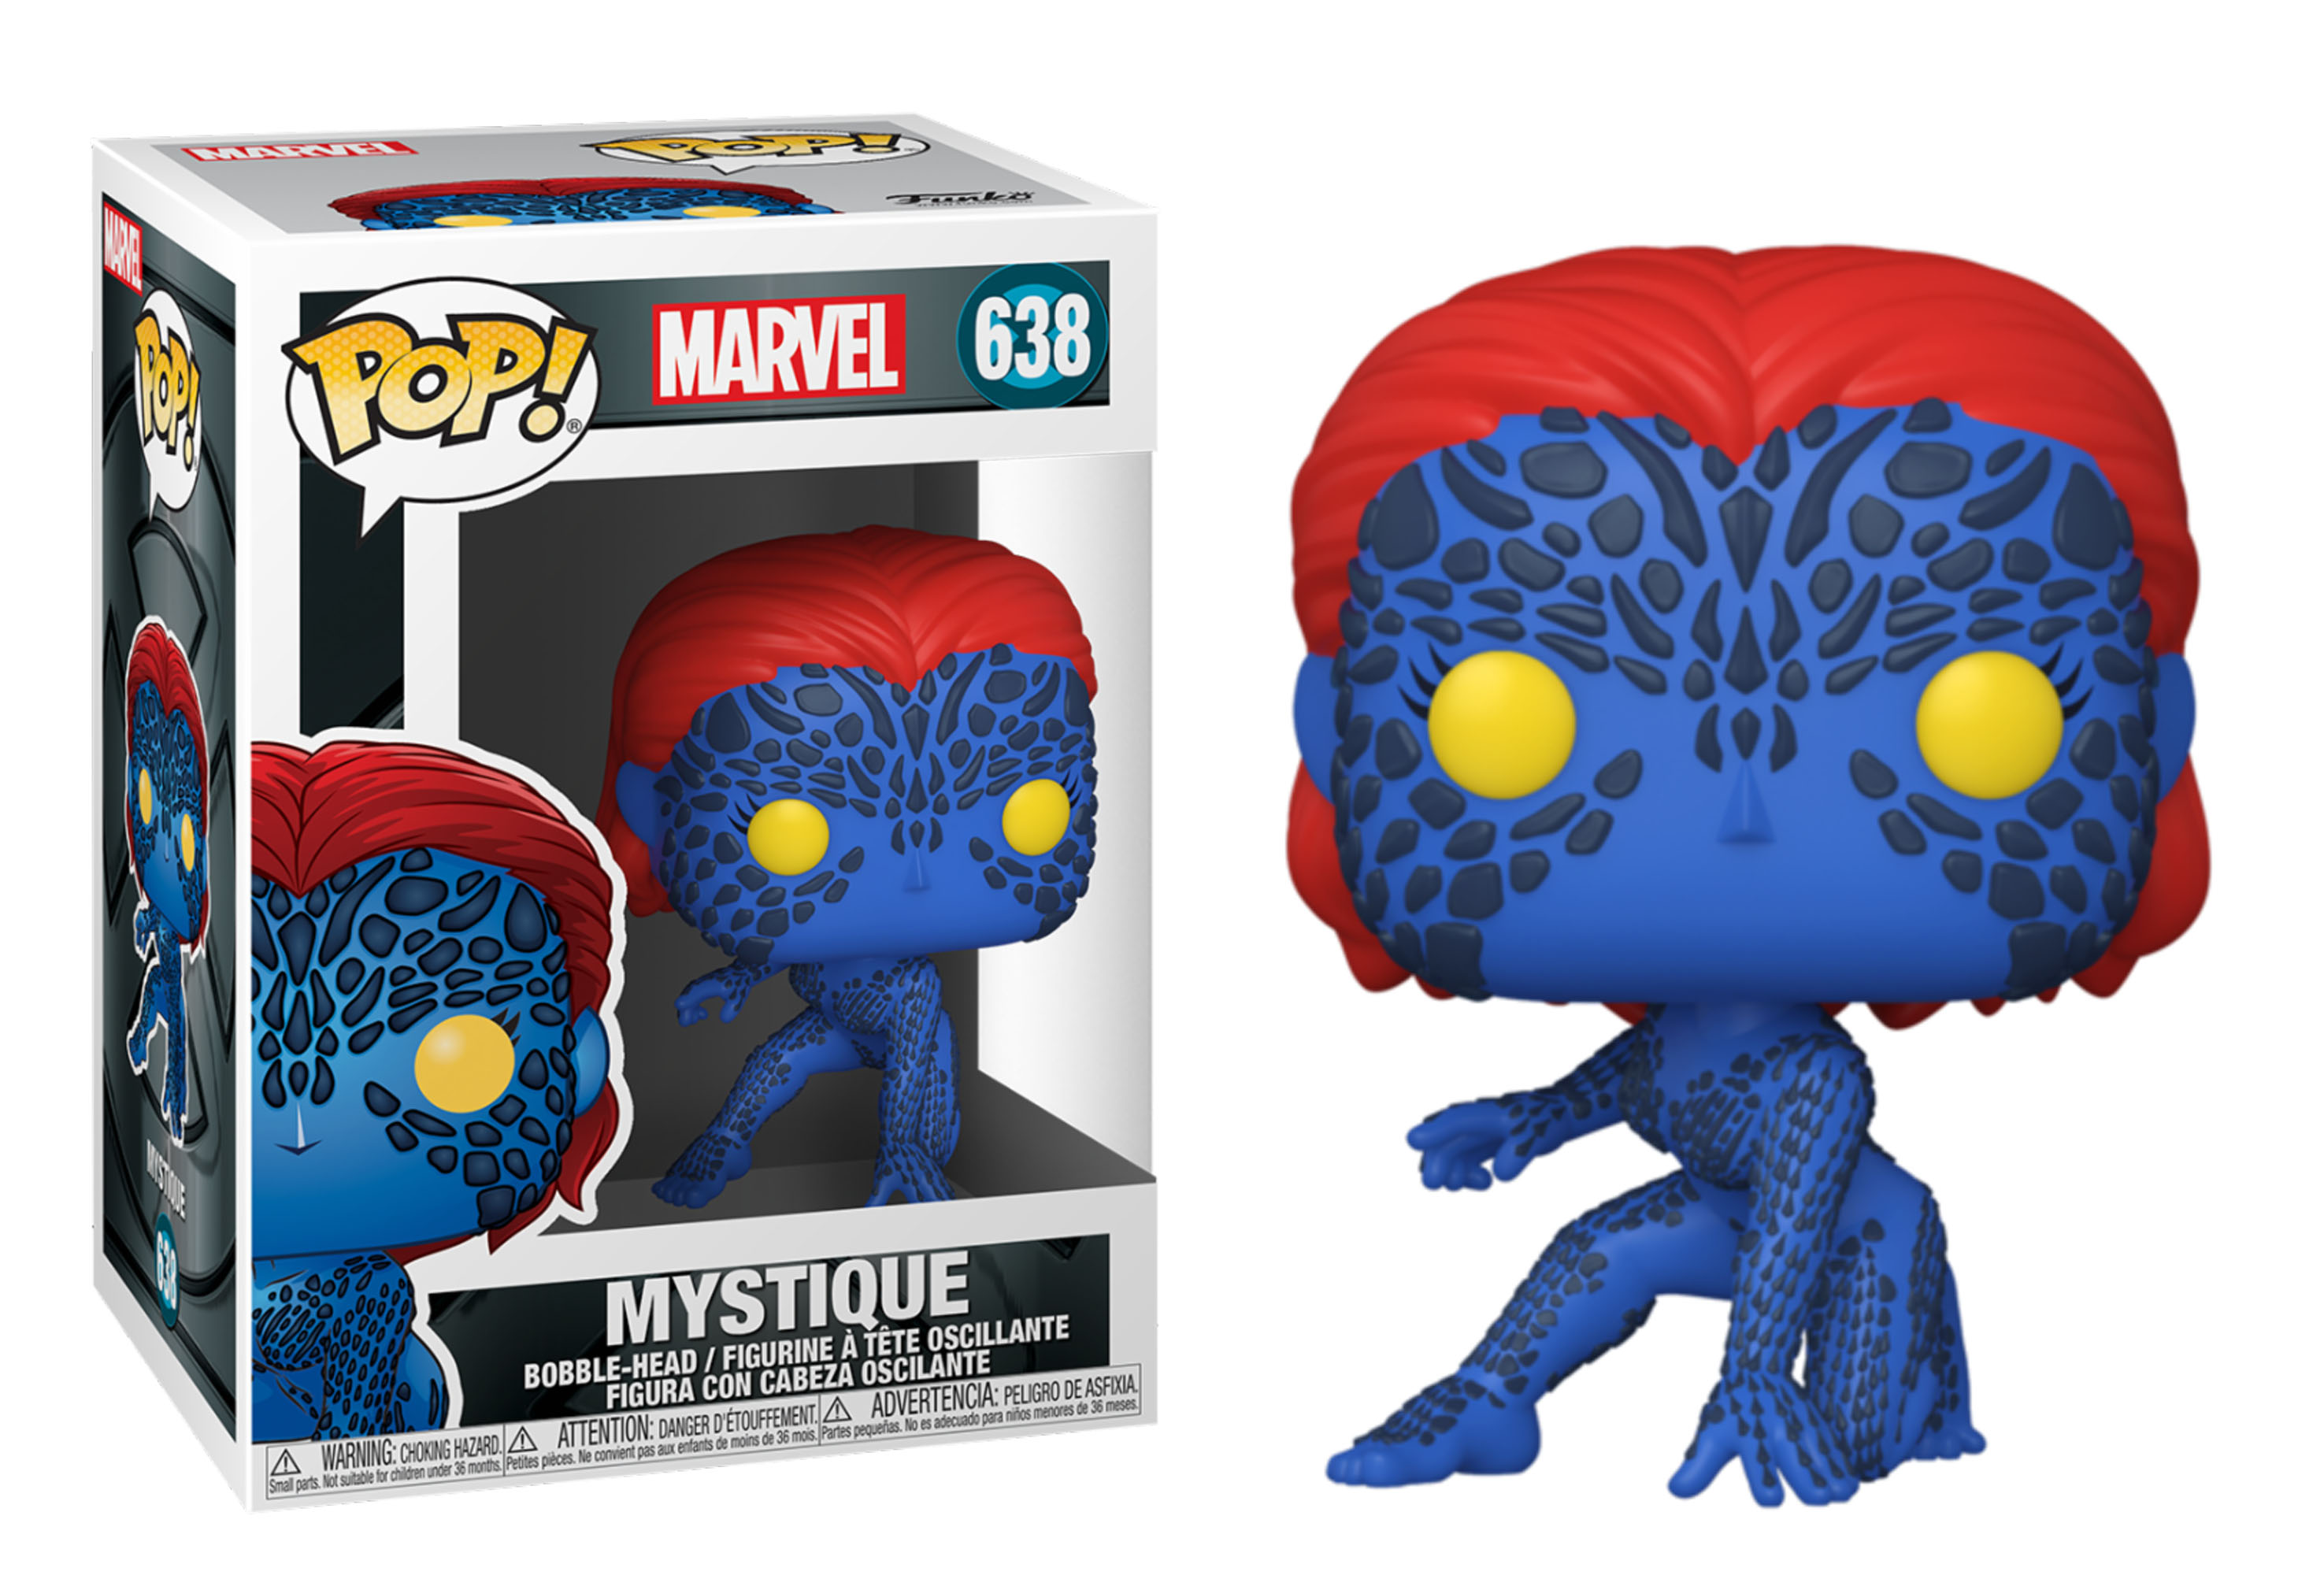 MARVEL
POP!
Funko
MARVEL
POP!
MYSTIQUE
638
POP!®
MARVEL
638
MYSTIQUE
BOBBLE-HEAD / FIGURINE À TÊTE OSCILLANTE
FIGURA CON CABEZA OSCILANTE
WARNING: CHOKING HAZARD.
Small parts. Not suitable for children under 36 months.
ATTENTION: DANGER D'ÉTOUFFEMENT.
Petites pièces. Ne convient pas aux enfants de moins de 36 mois.
ADVERTENCIA: PELIGRO DE ASFIXIA.
Partes pequeñas. No es adecuado para niños menores de 36 meses.